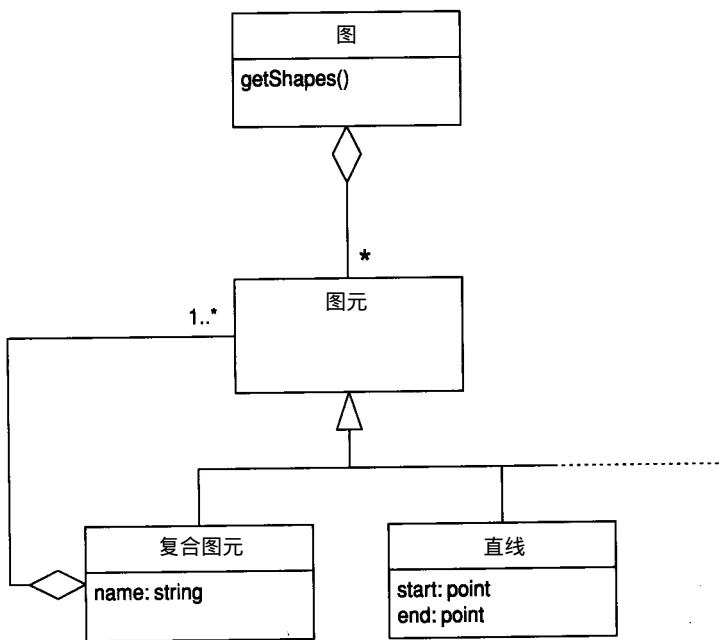 图
getShapes()
*
图元
1..*
复合图元
name: string
直线
start: point
end: point